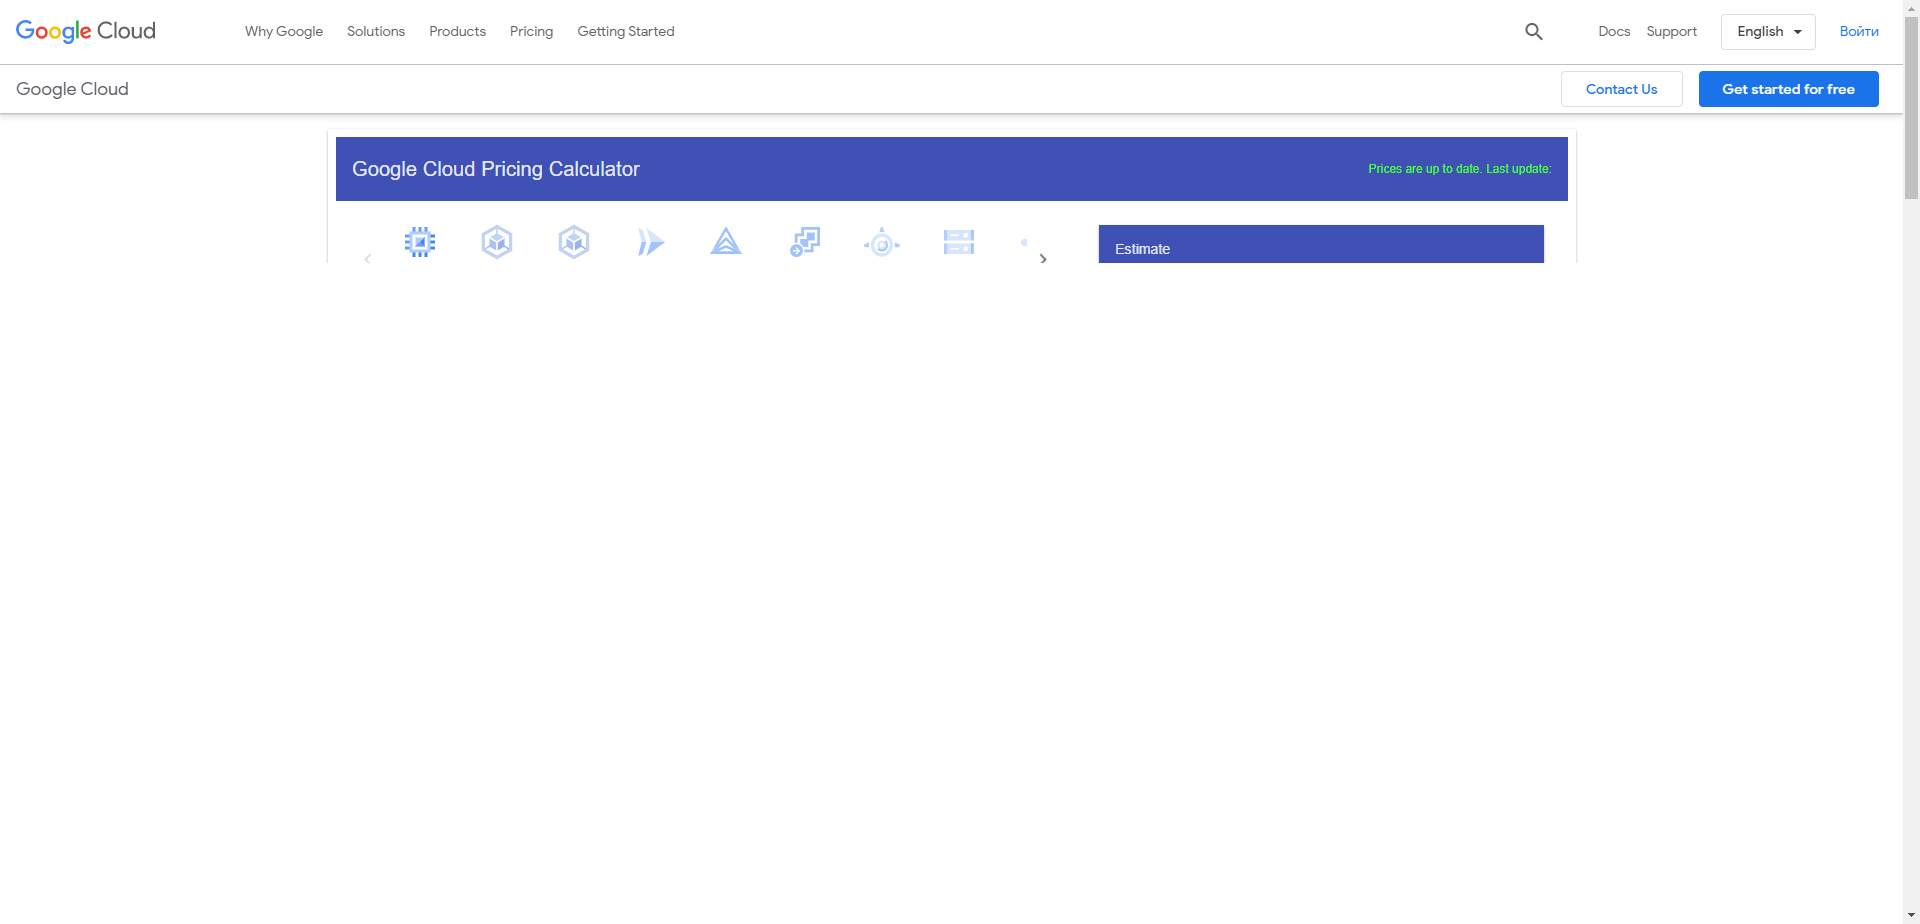 Google Cloud Why Google Solutions Products Pricing Getting Started Docs Support English Войти
Google Cloud Contact Us Get started for free
Google Cloud Pricing Calculator Prices are up to date. Last update:
Estimate